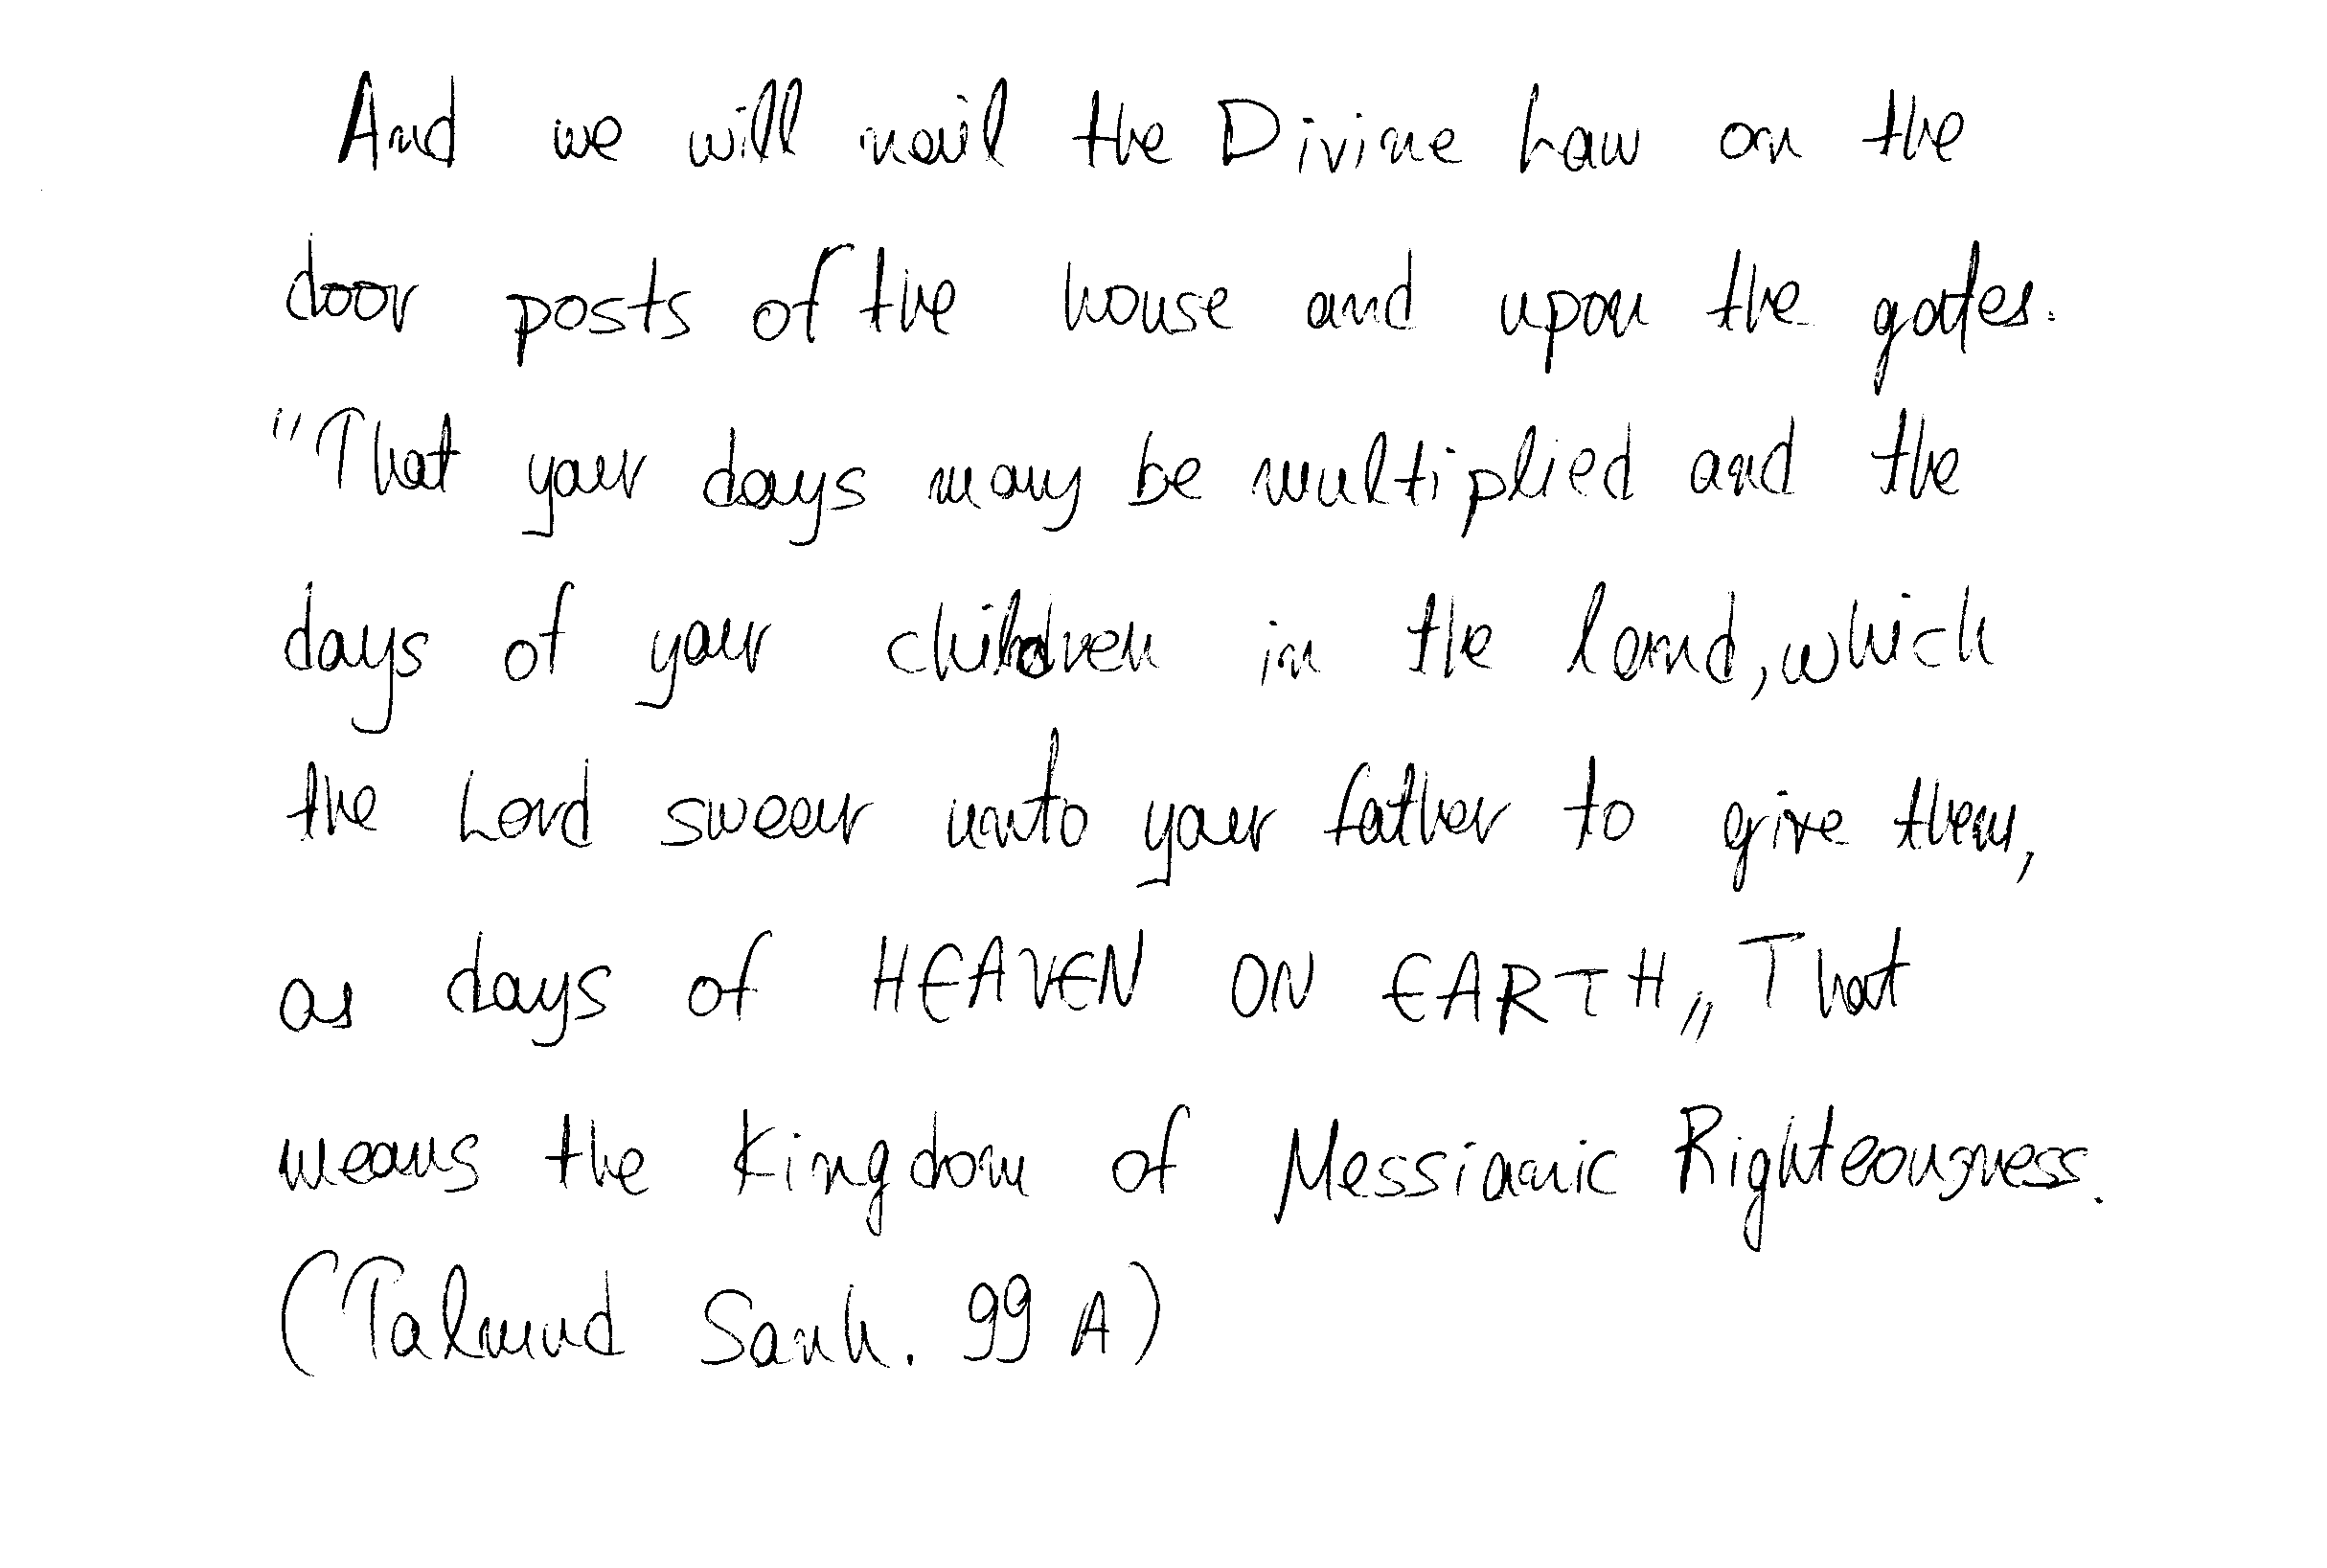 And we will nail the Divine Law on the
door posts of the house and upon the gates.
"That your days may be multiplied and the
days of your children in the land, which
the Lord swear unto your father to give them,
as days of HEAVEN ON EARTH„ That
means the Kingdom of Messianic Righteousness.
(Talmud Sanh. 99 A)